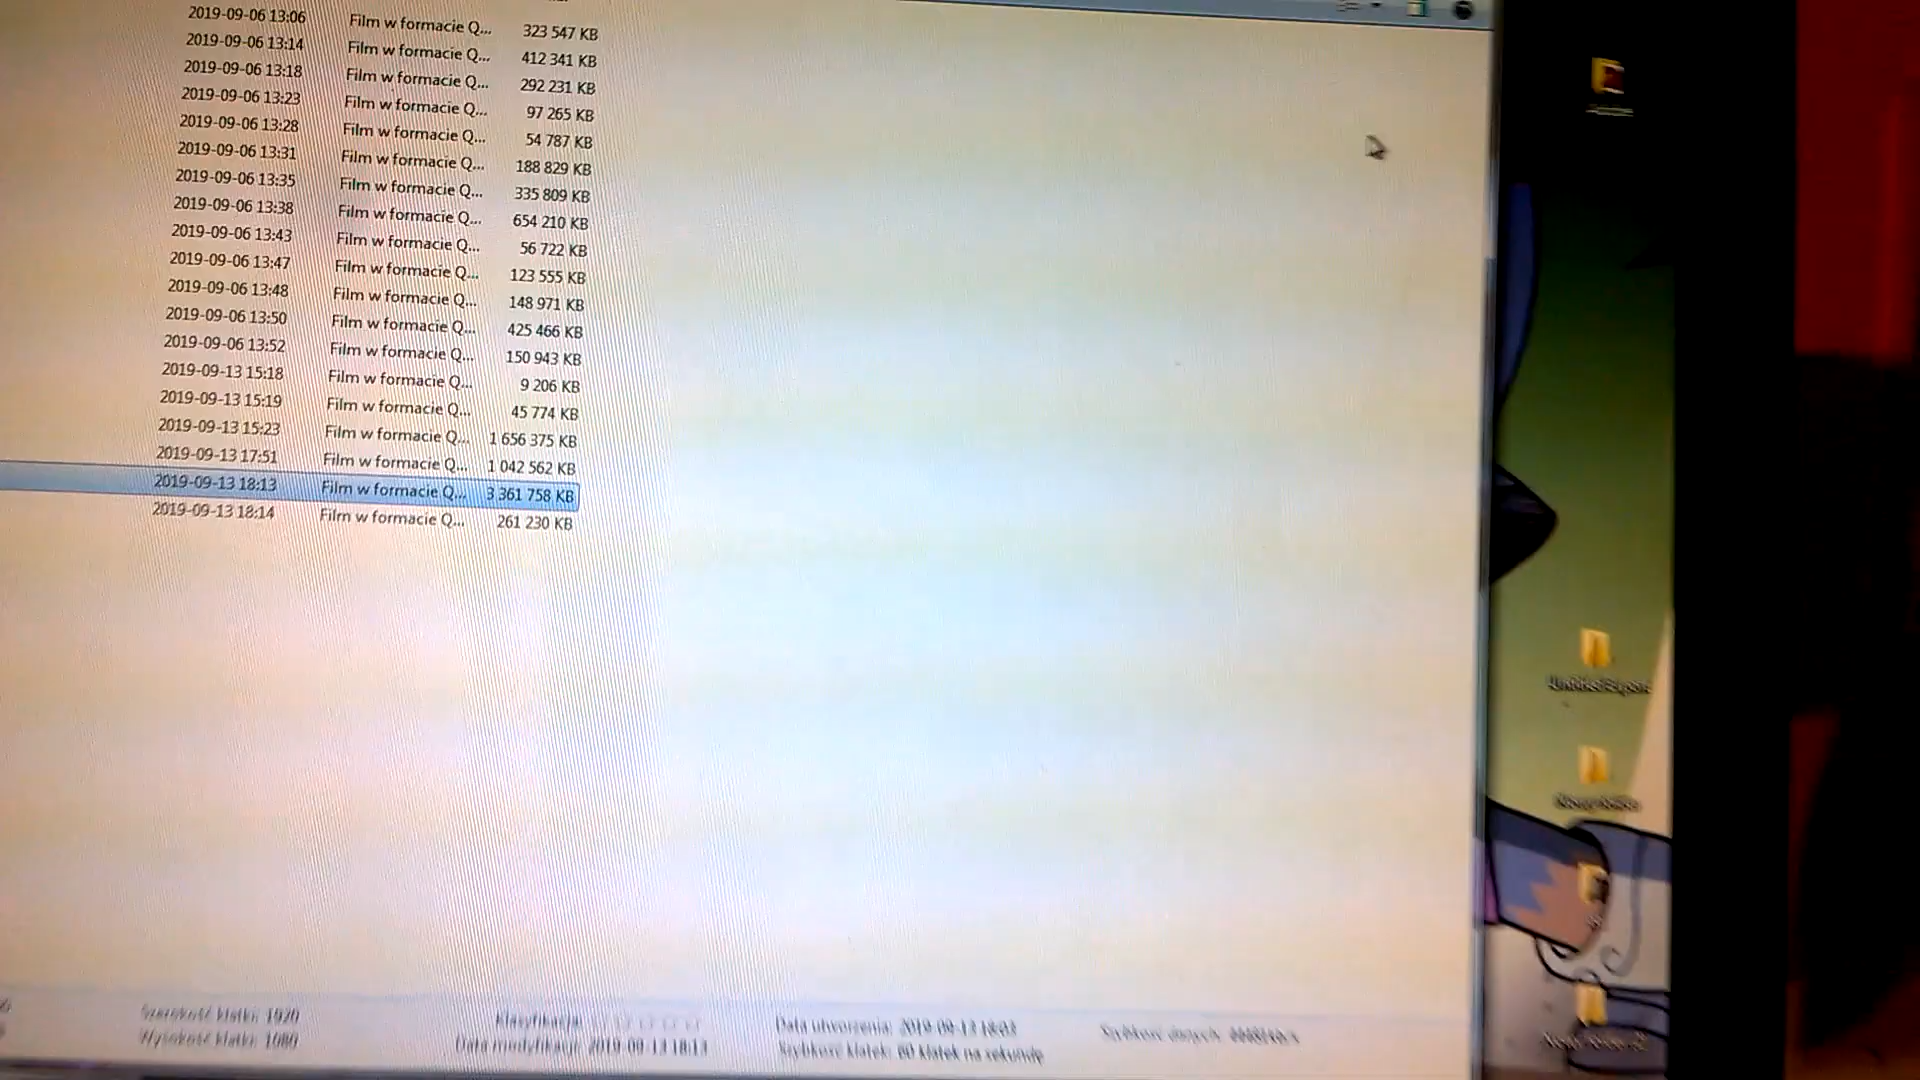 2019-09-06 13:06 Film w formacie Q... 323 547 KB
2019-09-06 13:14 Film w formacie Q... 412 341 KB
2019-09-06 13:18 Film w formacie Q... 292 231 KB
2019-09-06 13:23 Film w formacie Q... 97 265 KB
2019-09-06 13:28 Film w formacie Q... 54 787 KB
2019-09-06 13:31 Film w formacie Q... 188 829 KB
2019-09-06 13:35 Film w formacie Q... 335 809 KB
2019-09-06 13:38 Film w formacie Q... 654 210 KB
2019-09-06 13:43 Film w formacie Q... 56 722 KB
2019-09-06 13:47 Film w formacie Q... 123 555 KB
2019-09-06 13:48 Film w formacie Q... 148 971 KB
2019-09-06 13:50 Film w formacie Q... 425 466 KB
2019-09-06 13:52 Film w formacie Q... 150 943 KB
2019-09-13 15:18 Film w formacie Q... 9 206 KB
2019-09-13 15:19 Film w formacie Q... 45 774 KB
2019-09-13 15:23 Film w formacie Q... 1 656 375 KB
2019-09-13 17:51 Film w formacie Q... 1 042 562 KB
2019-09-13 18:13 Film w formacie Q... 3 361 758 KB
2019-09-13 18:14 Film w formacie Q... 261 230 KB
Szerokość klatki: 1920 Klasyfikacja: Data utworzenia: 2019-09-13 Szybkość danych:
Wysokość klatki: 1080 Data modyfikacji: 2019-09-13 18:13 Szybkość klatek: 60 klatek na sekundę